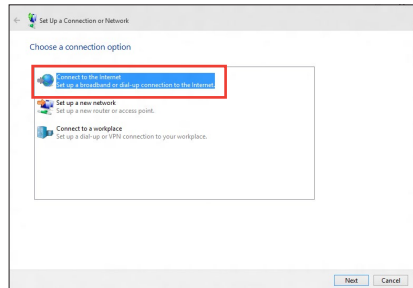 Set Up a Connection or Network
Choose a connection option
Connect to the Internet
Set up a broadband or dial-up connection to the Internet.
Set up a new network
Set up a new router or access point.
Connect to a workplace
Set up a dial-up or VPN connection to your workplace.
Next Cancel